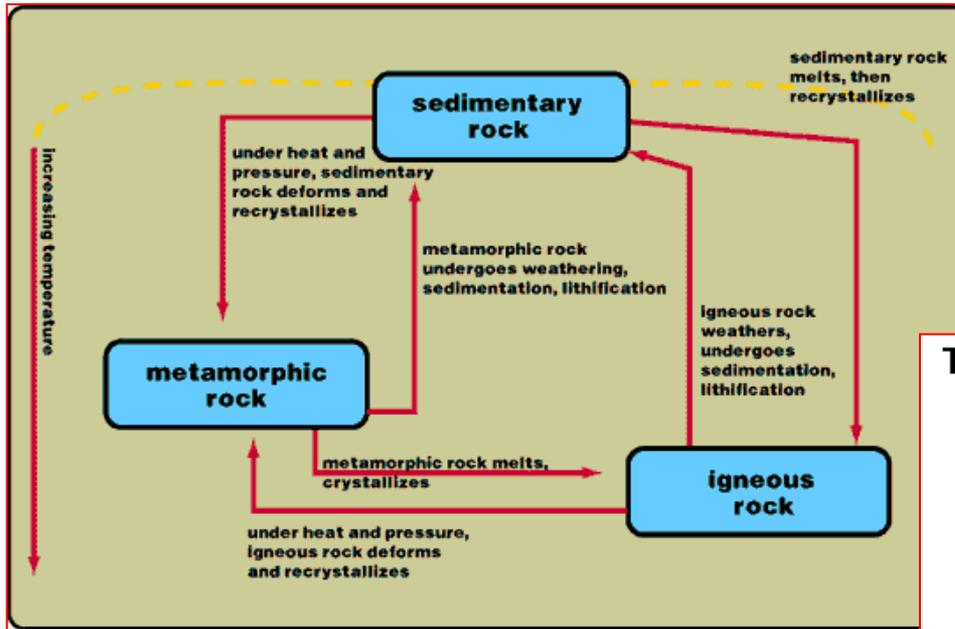 sedimentary rock
melts, then
recrystallizes
sedimentary
rock
under heat and
pressure, sedimentary
rock deforms and
recrystallizes
increasing temperature
metamorphic rock
undergoes weathering,
sedimentation, lithification
igneous rock
weathers,
undergoes
sedimentation,
lithification
metamorphic
rock
metamorphic rock melts,
crystallizes
igneous
rock
under heat and pressure,
igneous rock deforms
and recrystallizes